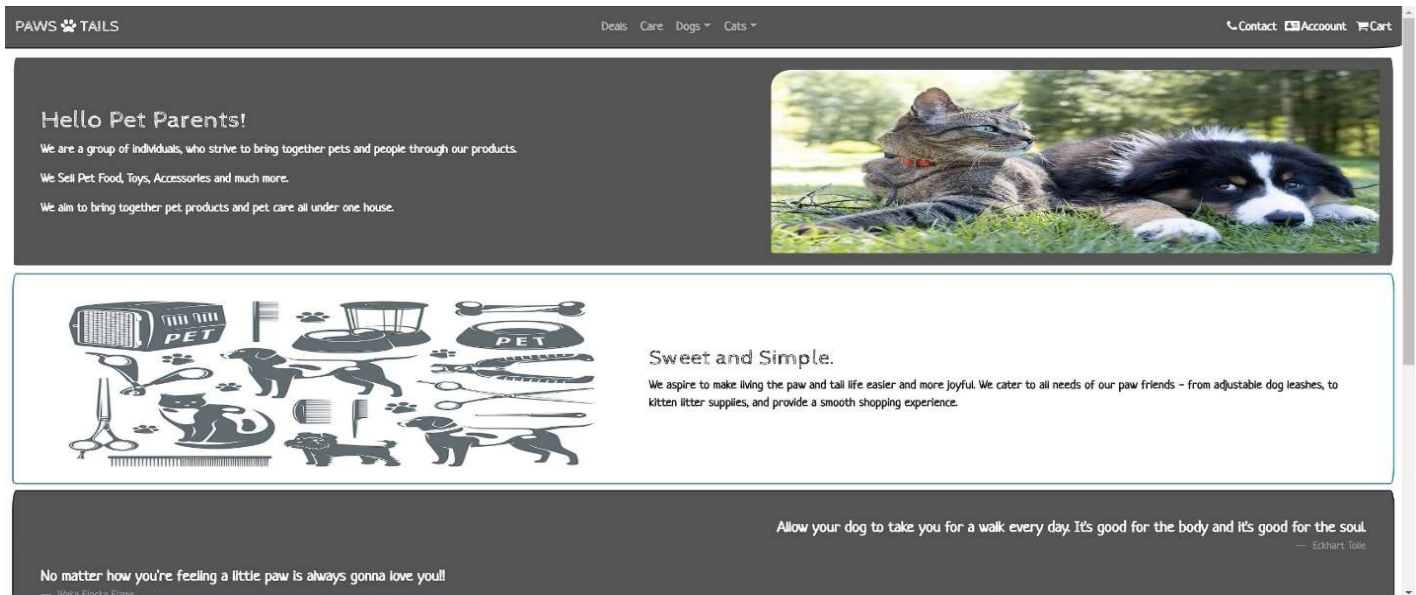 PAWS TAILS
Deals Care Dogs Cats
Contact Accoount Cart
Hello Pet Parents!
We are a group of individuals, who strive to bring together pets and people through our products.
We Sell Pet Food, Toys, Accessories and much more.
We aim to bring together pet products and pet care all under one house.
PET
PET
Sweet and Simple.
We aspire to make living the paw and tail life easier and more joyful. We cater to all needs of our paw friends - from adjustable dog leashes, to
kitten litter supplies, and provide a smooth shopping experience.
Allow your dog to take you for a walk every day. It's good for the body and it's good for the soul.
— Eckhart Tolle
No matter how you're feeling a little paw is always gonna love you!!
— Waka Flocka Flame